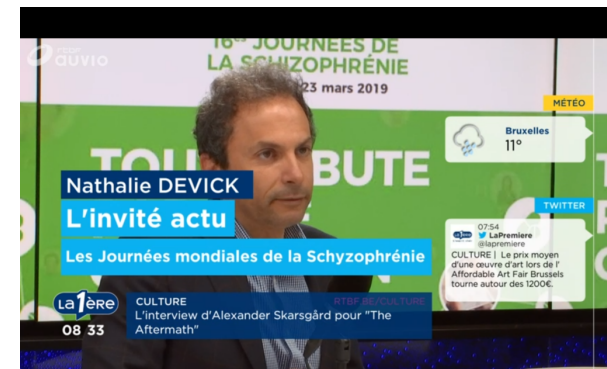 rtbf
auvio
16es JOURNÉES DE
LA SCHIZOPHRÉNIE
23 mars 2019
MÉTÉO
Bruxelles
11°
BUTE
Nathalie DEVICK
L'invité actu
Les Journées mondiales de la Schyzophrénie
TWITTER
07:54
LaPremiere
@lapremiere
CULTURE | Le prix moyen
d'une œuvre d'art lors de l'
Affordable Art Fair Brussels
tourne autour des 1200€.
La 1ère
08 33
CULTURE
RTBF.BE/CULTURE
L'interview d'Alexander Skarsgård pour "The
Aftermath"